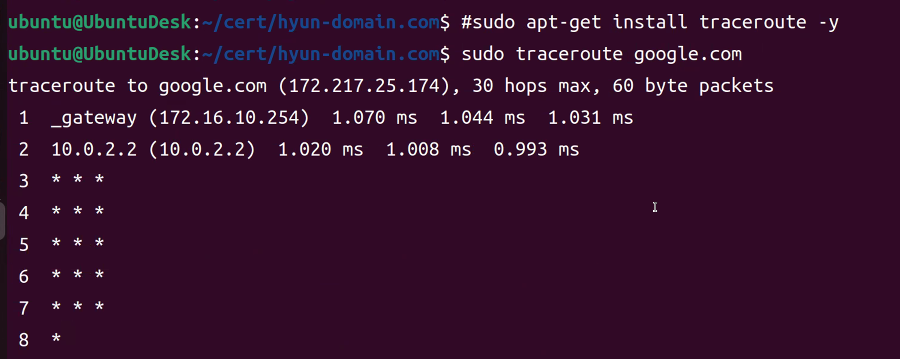 ubuntu@UbuntuDesk:~/cert/hyun-domain.com$ #sudo apt-get install traceroute -y
ubuntu@UbuntuDesk:~/cert/hyun-domain.com$ sudo traceroute google.com
traceroute to google.com (172.217.25.174), 30 hops max, 60 byte packets
 1  _gateway (172.16.10.254)  1.070 ms  1.044 ms  1.031 ms
 2  10.0.2.2 (10.0.2.2)  1.020 ms  1.008 ms  0.993 ms
 3  * * *
 4  * * *
 5  * * *
 6  * * *
 7  * * *
 8  *